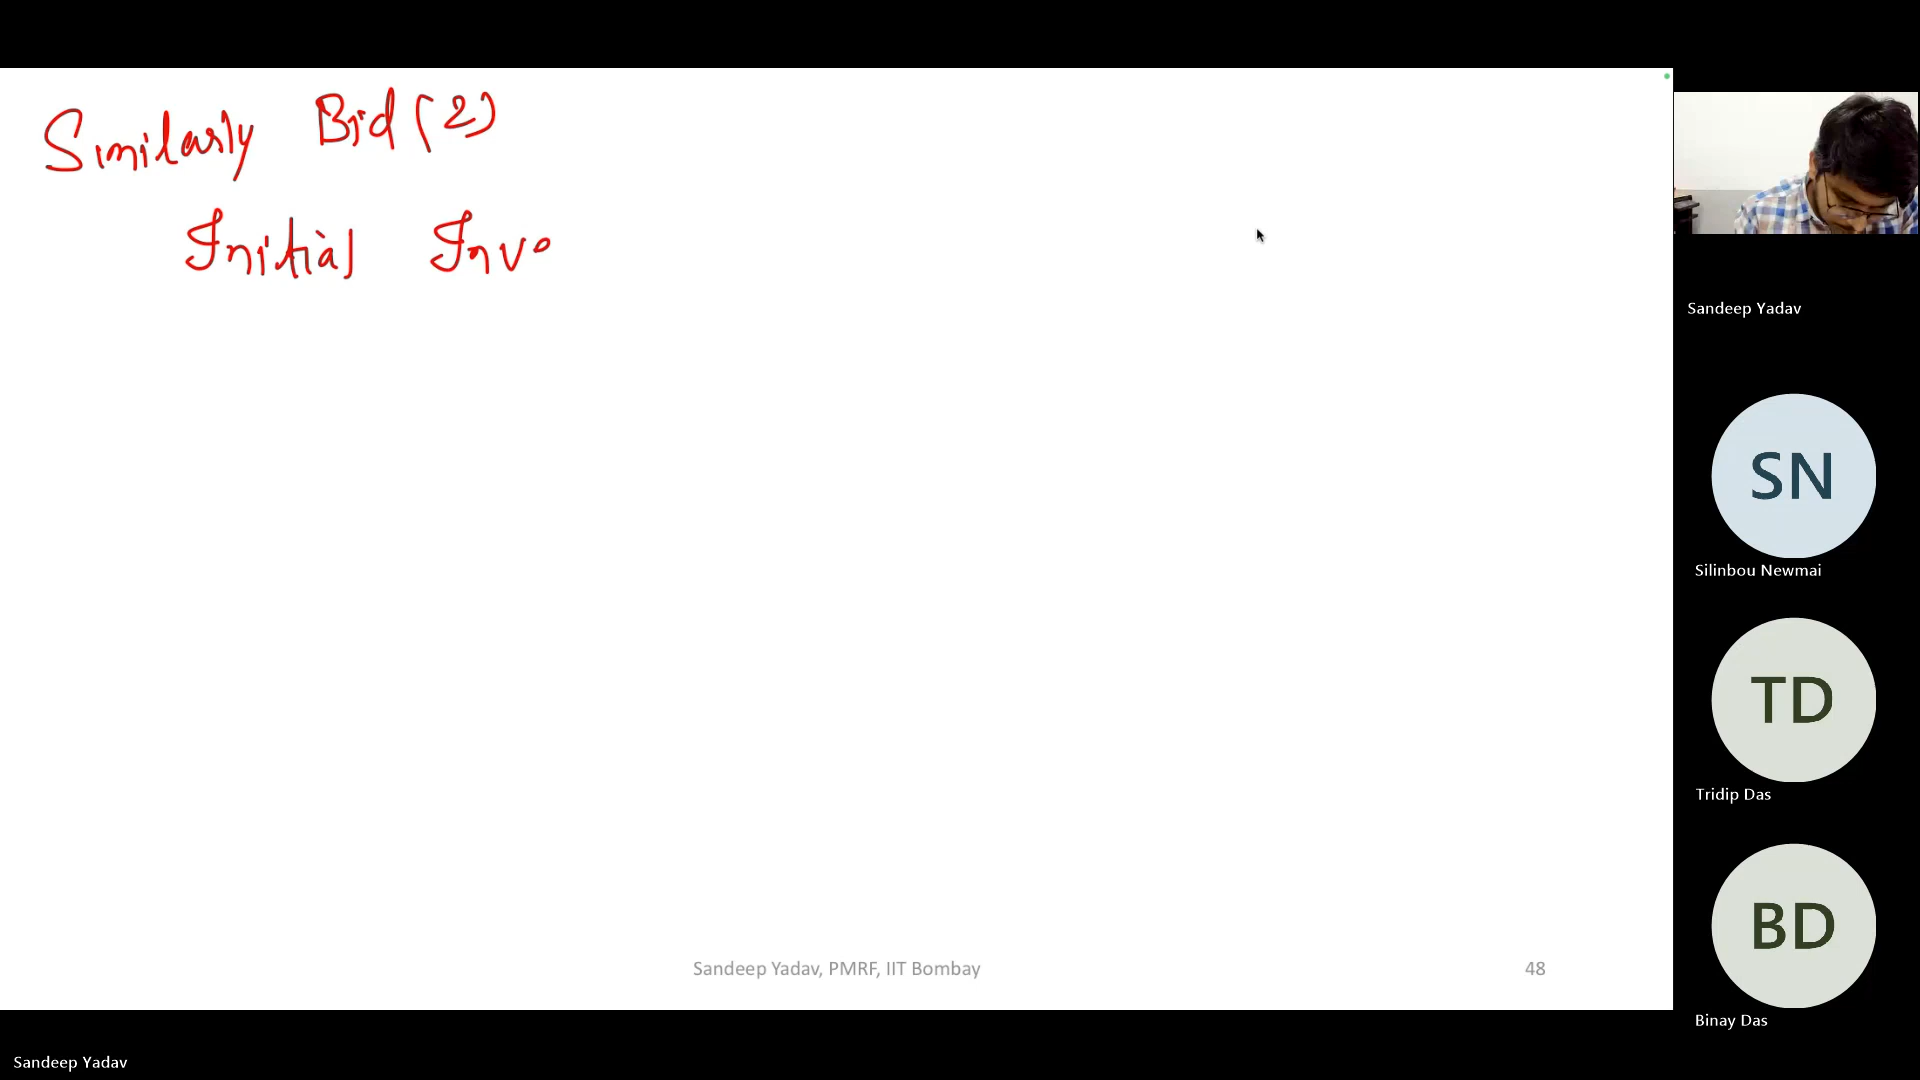 Similarly Bid (2)
Initial Inve
Sandeep Yadav, PMRF, IIT Bombay
48
Sandeep Yadav
SN
Silinbou Newmai
TD
Tridip Das
BD
Binay Das
Sandeep Yadav